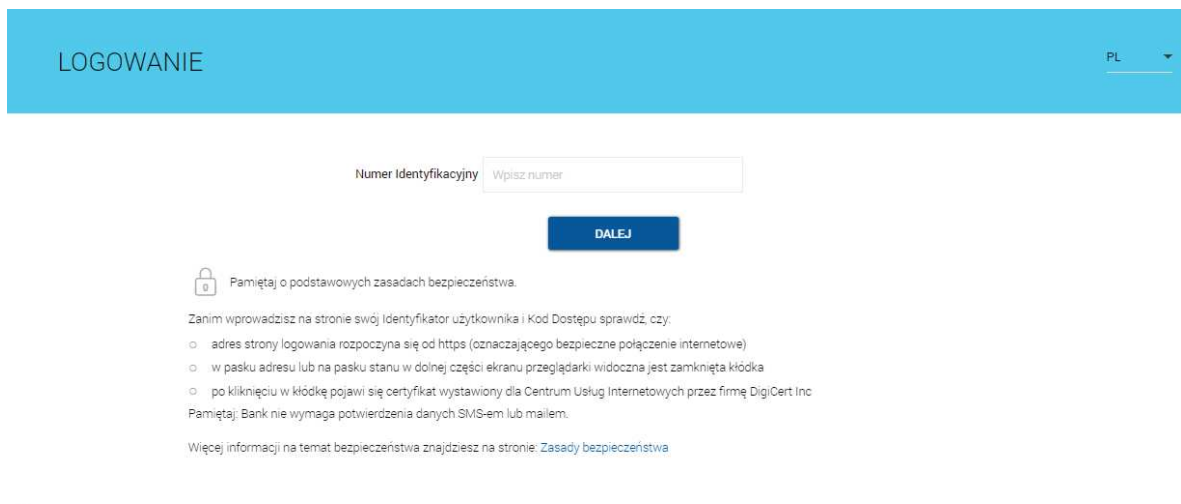 LOGOWANIE
PL
Numer Identyfikacyjny Wpisz numer
DALEJ
Pamiętaj o podstawowych zasadach bezpieczeństwa.
Zanim wprowadzisz na stronie swój Identyfikator użytkownika i Kod Dostępu sprawdź, czy:
○ adres strony logowania rozpoczyna się od https (oznaczającego bezpieczne połączenie internetowe)
○ w pasku adresu lub na pasku stanu w dolnej części ekranu przeglądarki widoczna jest zamknięta kłódka
○ po kliknięciu w kłódkę pojawi się certyfikat wystawiony dla Centrum Usług Internetowych przez firmę DigiCert Inc
Pamiętaj: Bank nie wymaga potwierdzenia danych SMS-em lub mailem.
Więcej informacji na temat bezpieczeństwa znajdziesz na stronie: Zasady bezpieczeństwa